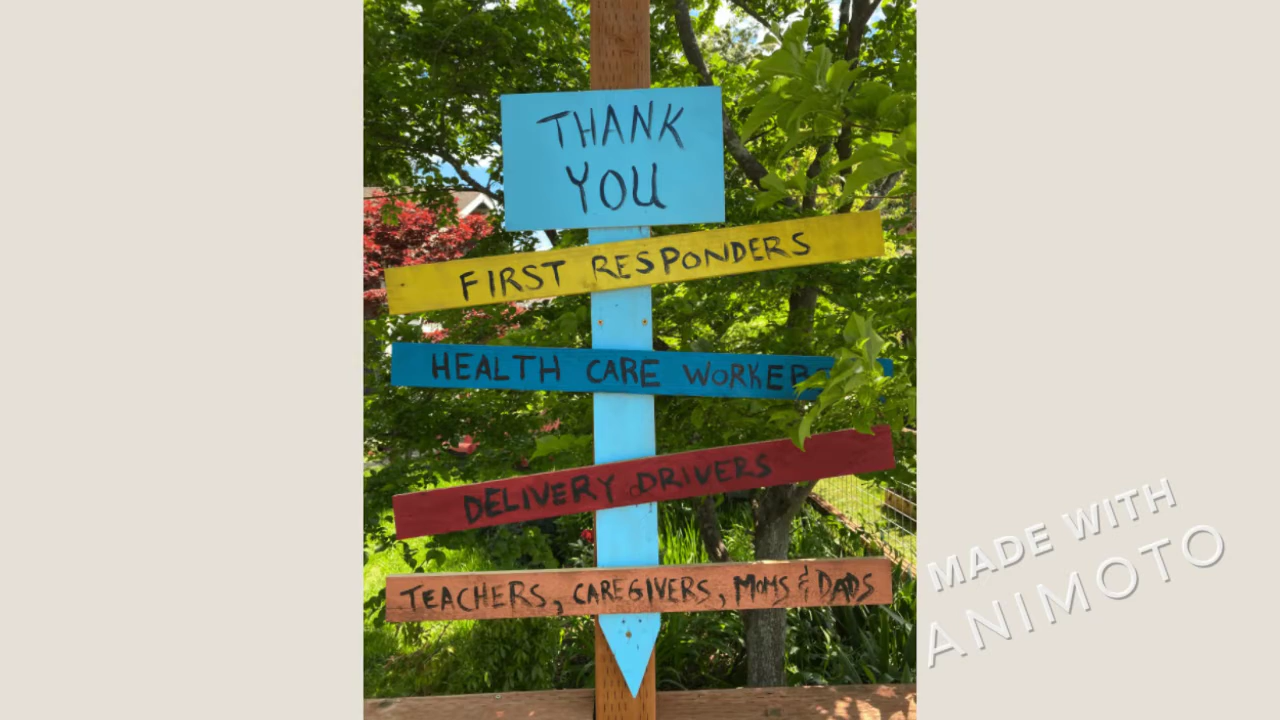 THANK
YOU
FIRST RESPONDERS
HEALTH CARE WORKERS
DELIVERY DRIVERS
TEACHERS, CAREGIVERS, MOMS & DADS
MADE WITH
ANIMOTO